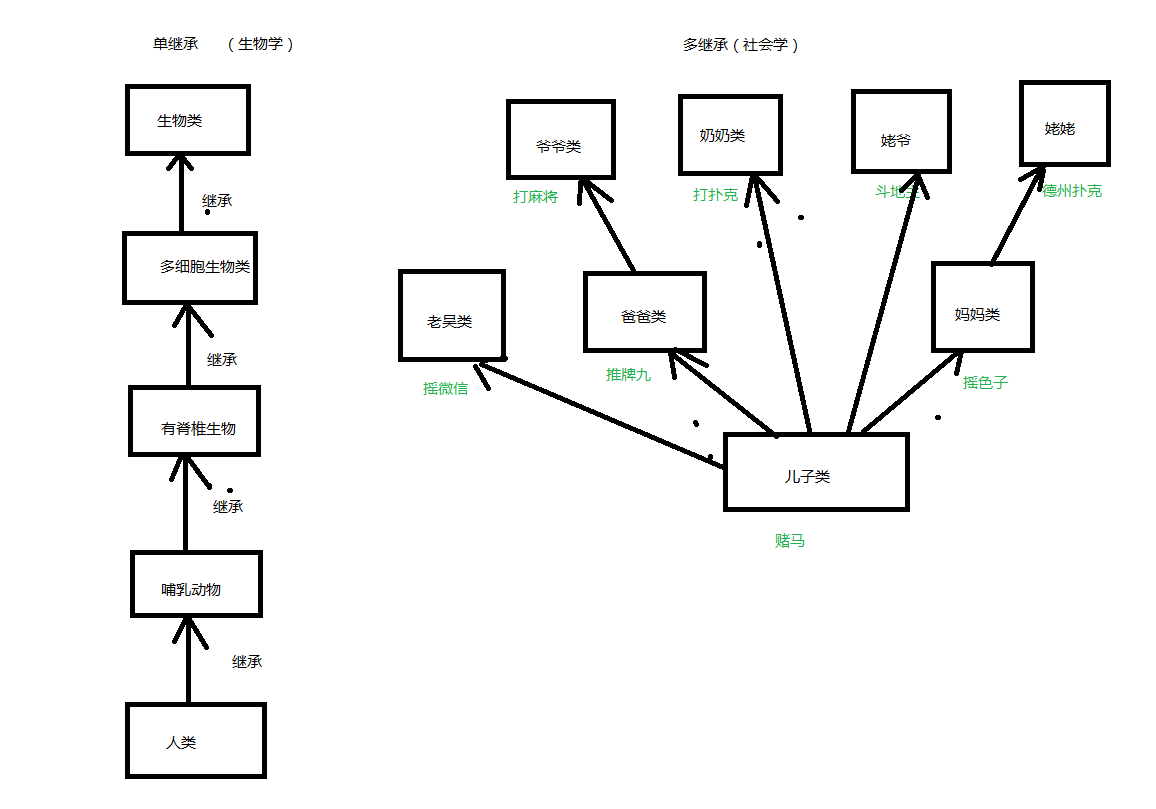 单继承 （生物学）
生物类
继承
多细胞生物类
继承
有脊椎生物
继承
哺乳动物
继承
人类
多继承（社会学）
爷爷类
奶奶类
姥爷
姥姥
打麻将
打扑克
斗地主
德州扑克
老昊类
爸爸类
妈妈类
摇微信
推牌九
摇色子
儿子类
赌马